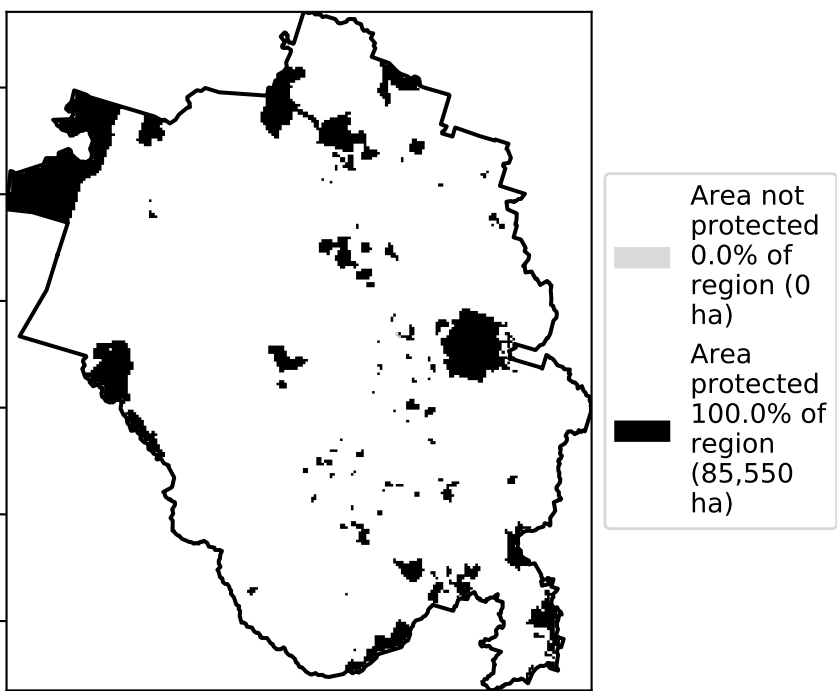 Area not
protected
0.0% of
region (0
ha)
Area
protected
100.0% of
region
(85,550
ha)